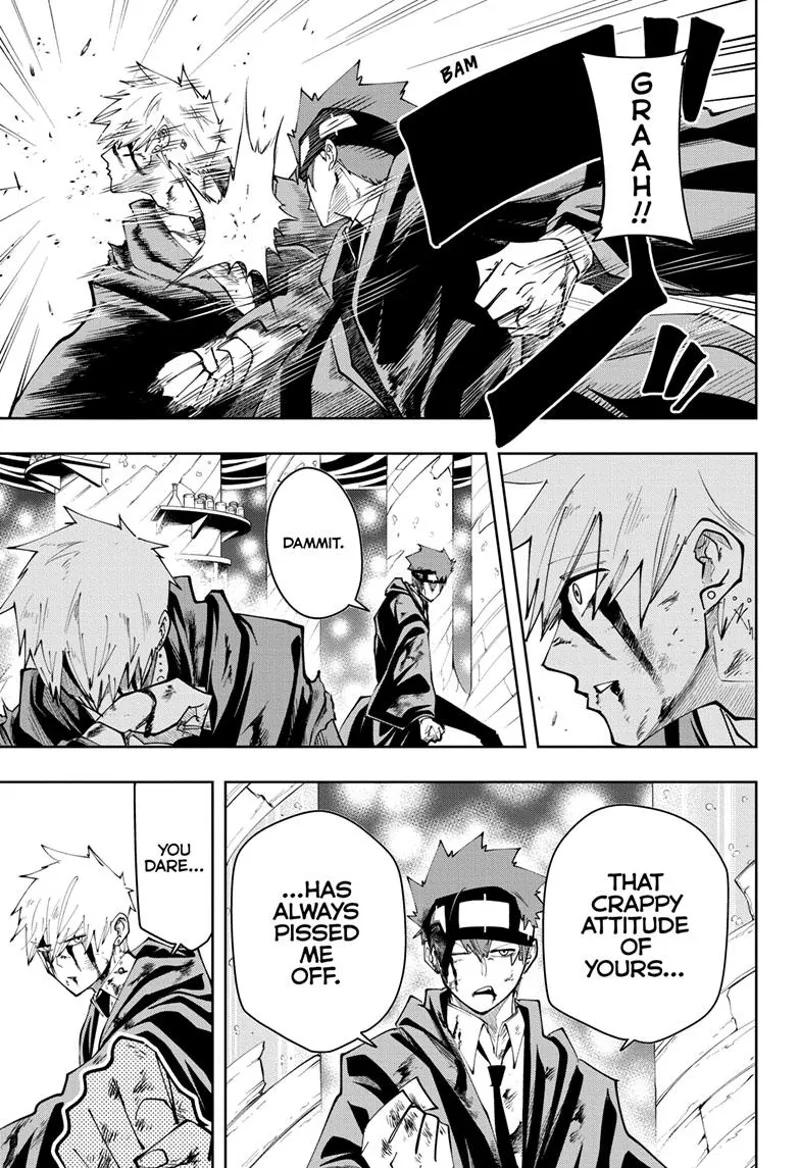 BAM
GRAAH!!
DAMMIT.
THAT
CRAPPY
ATTITUDE
OF
YOURS...
...HAS
ALWAYS
PISSED
ME
OFF.
YOU
DARE...